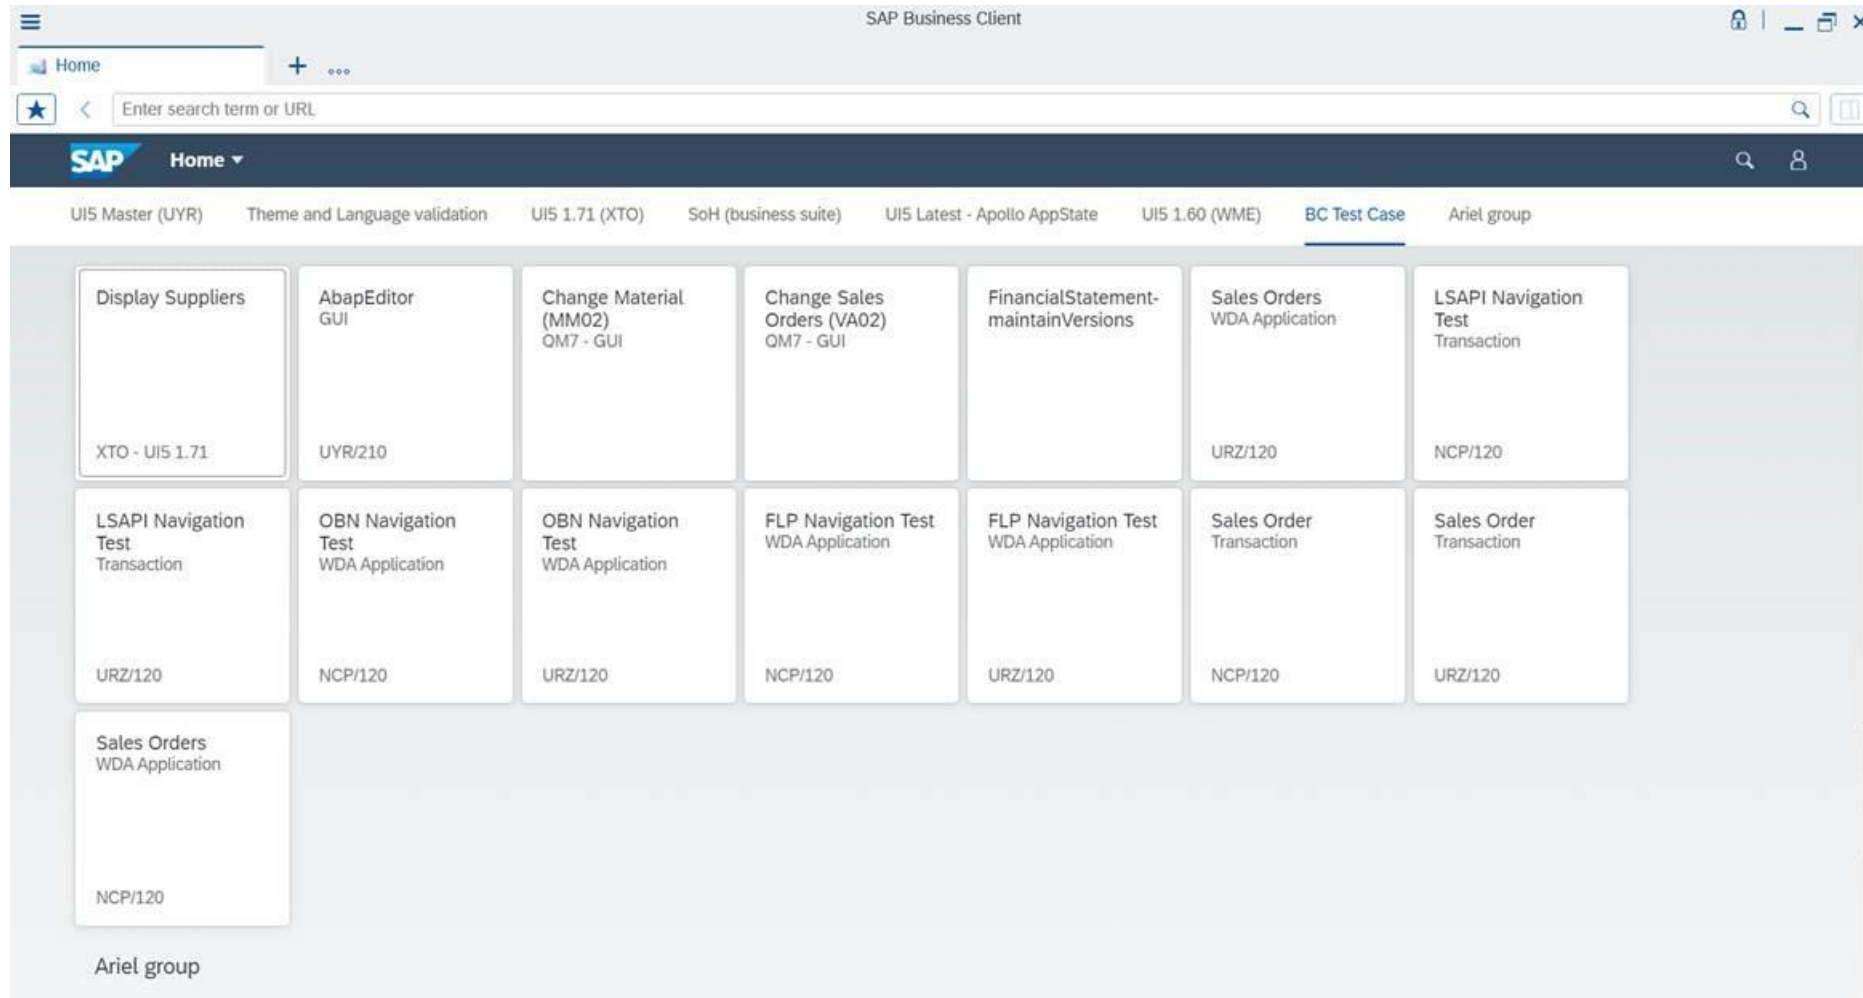 SAP Business Client
Home
Enter search term or URL
SAP Home
UI5 Master (UYR) Theme and Language validation UI5 1.71 (XTO) SoH (business suite) UI5 Latest - Apollo AppState UI5 1.60 (WME) BC Test Case Ariel group
Display Suppliers
XTO - UI5 1.71
AbapEditor
GUI
UYR/210
Change Material
(MM02)
QM7 - GUI
Change Sales
Orders (VA02)
QM7 - GUI
FinancialStatement-
maintainVersions
Sales Orders
WDA Application
URZ/120
LSAPI Navigation
Test
Transaction
NCP/120
LSAPI Navigation
Test
Transaction
URZ/120
OBN Navigation
Test
WDA Application
NCP/120
OBN Navigation
Test
WDA Application
URZ/120
FLP Navigation Test
WDA Application
NCP/120
FLP Navigation Test
WDA Application
URZ/120
Sales Order
Transaction
NCP/120
Sales Order
Transaction
URZ/120
Sales Orders
WDA Application
NCP/120
Ariel group